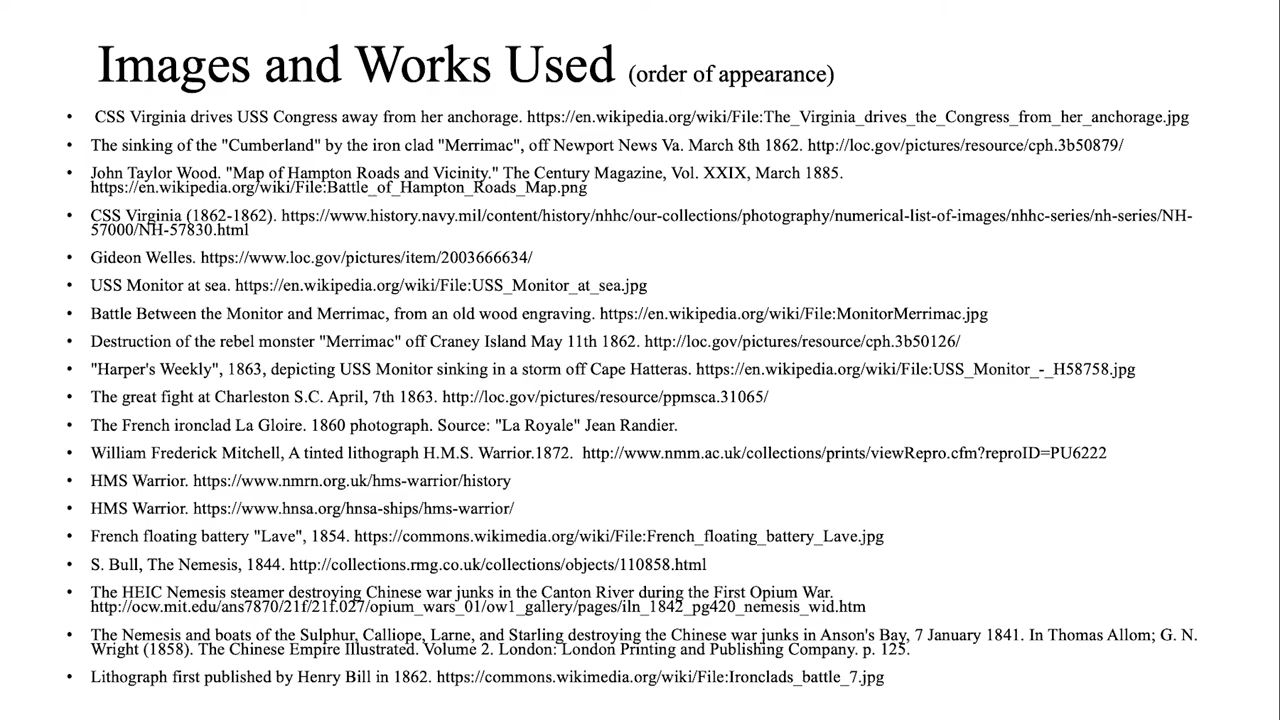 Images and Works Used (order of appearance)
• CSS Virginia drives USS Congress away from her anchorage. https://en.wikipedia.org/wiki/File:The_Virginia_drives_the_Congress_from_her_anchorage.jpg
• The sinking of the "Cumberland" by the iron clad "Merrimac", off Newport News Va. March 8th 1862. http://loc.gov/pictures/resource/cph.3b50879/
• John Taylor Wood. "Map of Hampton Roads and Vicinity." The Century Magazine, Vol. XXIX, March 1885.
https://en.wikipedia.org/wiki/File:Battle_of_Hampton_Roads_Map.png
• CSS Virginia (1862-1862). https://www.history.navy.mil/content/history/nhhc/our-collections/photography/numerical-list-of-images/nhhc-series/nh-series/NH-
57000/NH-57830.html
• Gideon Welles. https://www.loc.gov/pictures/item/2003666634/
• USS Monitor at sea. https://en.wikipedia.org/wiki/File:USS_Monitor_at_sea.jpg
• Battle Between the Monitor and Merrimac, from an old wood engraving. https://en.wikipedia.org/wiki/File:MonitorMerrimac.jpg
• Destruction of the rebel monster "Merrimac" off Craney Island May 11th 1862. http://loc.gov/pictures/resource/cph.3b50126/
• "Harper's Weekly", 1863, depicting USS Monitor sinking in a storm off Cape Hatteras. https://en.wikipedia.org/wiki/File:USS_Monitor_-_H58758.jpg
• The great fight at Charleston S.C. April, 7th 1863. http://loc.gov/pictures/resource/ppmsca.31065/
• The French ironclad La Gloire. 1860 photograph. Source: "La Royale" Jean Randier.
• William Frederick Mitchell, A tinted lithograph H.M.S. Warrior.1872. http://www.nmm.ac.uk/collections/prints/viewRepro.cfm?reproID=PU6222
• HMS Warrior. https://www.nmrn.org.uk/hms-warrior/history
• HMS Warrior. https://www.hnsa.org/hnsa-ships/hms-warrior/
• French floating battery "Lave", 1854. https://commons.wikimedia.org/wiki/File:French_floating_battery_Lave.jpg
• S. Bull, The Nemesis, 1844. http://collections.rmg.co.uk/collections/objects/110858.html
• The HEIC Nemesis steamer destroying Chinese war junks in the Canton River during the First Opium War.
http://ocw.mit.edu/ans7870/21f/21f.027/opium_wars_01/ow1_gallery/pages/iln_1842_pg420_nemesis_wid.htm
• The Nemesis and boats of the Sulphur, Calliope, Larne, and Starling destroying the Chinese war junks in Anson's Bay, 7 January 1841. In Thomas Allom; G. N.
Wright (1858). The Chinese Empire Illustrated. Volume 2. London: London Printing and Publishing Company. p. 125.
• Lithograph first published by Henry Bill in 1862. https://commons.wikimedia.org/wiki/File:Ironclads_battle_7.jpg